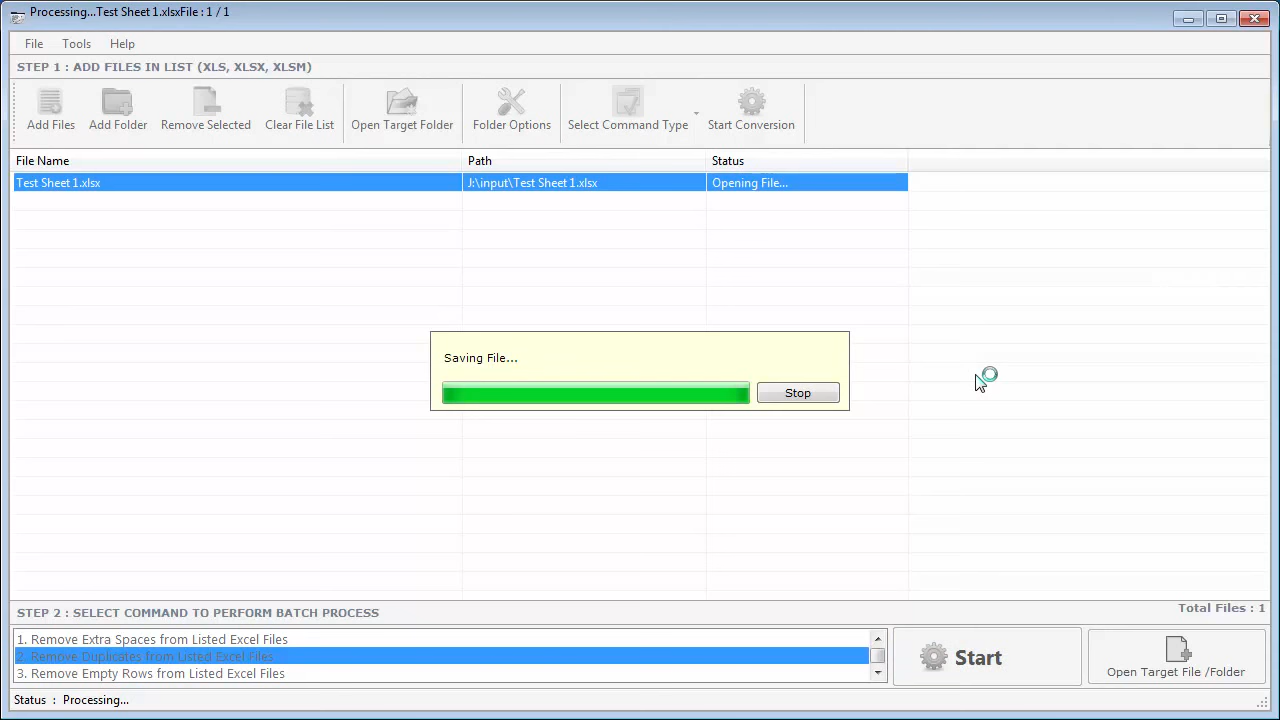 Processing...Test Sheet 1.xlsxFile : 1 / 1
File Tools Help
STEP 1 : ADD FILES IN LIST (XLS, XLSX, XLSM)
Add Files Add Folder Remove Selected Clear File List Open Target Folder Folder Options Select Command Type Start Conversion
File Name Path Status
Test Sheet 1.xlsx J:\input\Test Sheet 1.xlsx Opening File...
Saving File...
Stop
STEP 2 : SELECT COMMAND TO PERFORM BATCH PROCESS Total Files : 1
1. Remove Extra Spaces from Listed Excel Files
2. Remove Duplicates from Listed Excel Files
3. Remove Empty Rows from Listed Excel Files
Start
Open Target File /Folder
Status : Processing...